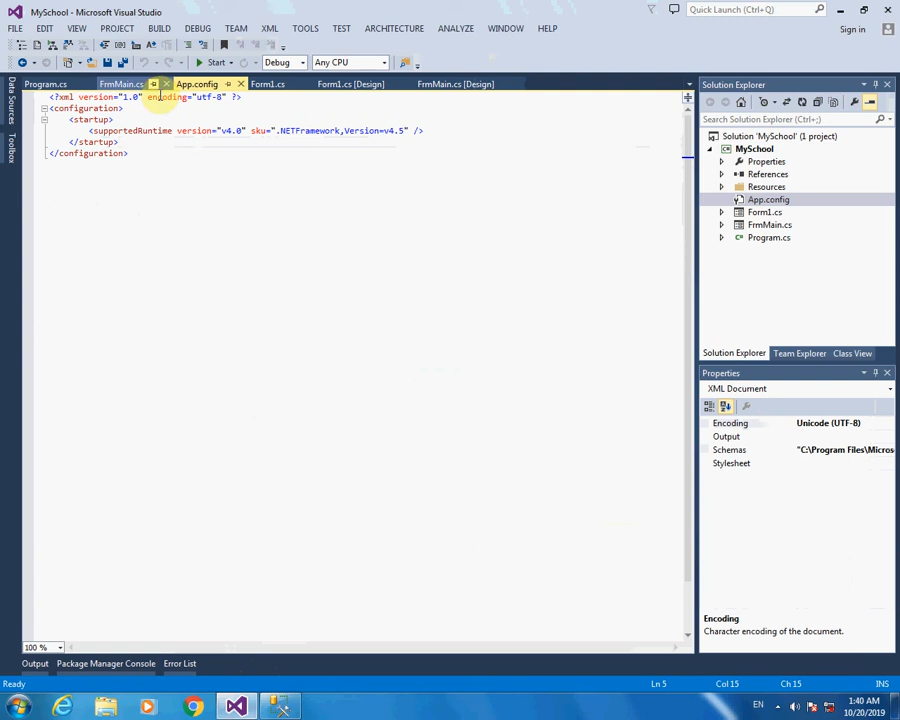 MySchool - Microsoft Visual Studio
Quick Launch (Ctrl+Q)
FILE EDIT VIEW PROJECT BUILD DEBUG TEAM XML TOOLS TEST ARCHITECTURE ANALYZE WINDOW HELP
Sign in
Start Debug Any CPU
Data Sources
Toolbox
Program.cs FrmMain.cs App.config Form1.cs Form1.cs [Design] FrmMain.cs [Design]
<?xml version="1.0" encoding="utf-8" ?>
<configuration>
<startup>
<supportedRuntime version="v4.0" sku=".NETFramework,Version=v4.5" />
</startup>
</configuration>
100 %
Solution Explorer
Search Solution Explorer (Ctrl+;)
Solution 'MySchool' (1 project)
MySchool
Properties
References
Resources
App.config
Form1.cs
FrmMain.cs
Program.cs
Solution Explorer Team Explorer Class View
Properties
XML Document
Encoding Unicode (UTF-8)
Output
Schemas "C:\Program Files\Micros
Stylesheet
Encoding
Character encoding of the document.
Output Package Manager Console Error List
Ready Ln 5 Col 15 Ch 15 INS
EN 1:40 AM
10/20/2019